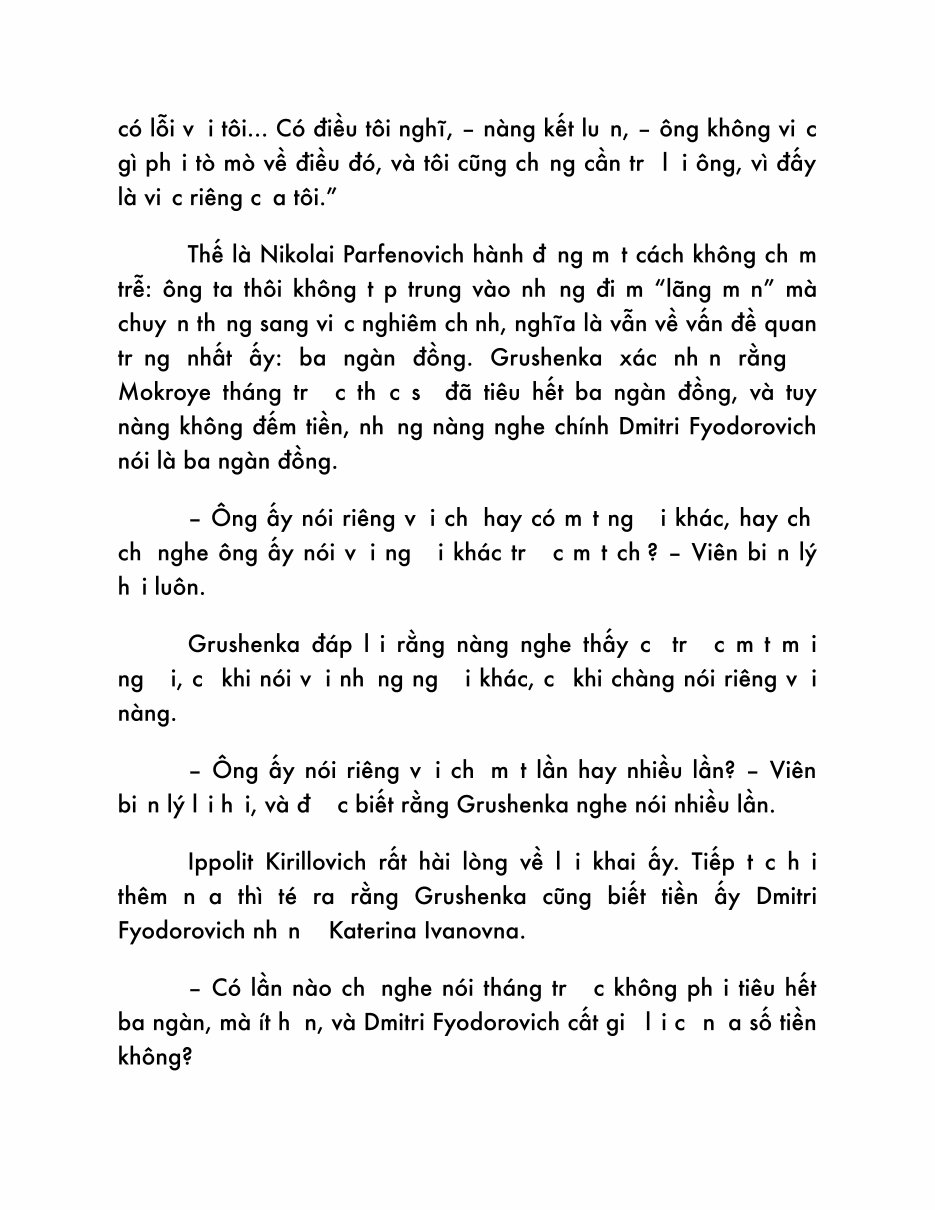 có lỗi v i tôi... Có điều tôi nghĩ, – nàng kết lu n, – ông không vi c
gì ph i tò mò về điều đó, và tôi cũng ch ng cần tr l i ông, vì đấy
là vi c riêng c a tôi.”
Thế là Nikolai Parfenovich hành đ ng m t cách không ch m
trễ: ông ta thôi không t p trung vào nh ng đi m “lãng m n” mà
chuy n th ng sang vi c nghiêm ch nh, nghĩa là vẫn về vấn đề quan
tr ng nhất ấy: ba ngàn đồng. Grushenka xác nh n rằng
Mokroye tháng tr c th c s đã tiêu hết ba ngàn đồng, và tuy
nàng không đếm tiền, nh ng nàng nghe chính Dmitri Fyodorovich
nói là ba ngàn đồng.
– Ông ấy nói riêng v i ch hay có m t ng i khác, hay ch
ch nghe ông ấy nói v i ng i khác tr c m t ch ? – Viên bi n lý
h i luôn.
Grushenka đáp l i rằng nàng nghe thấy c tr c m t m i
ng i, c khi nói v i nh ng ng i khác, c khi chàng nói riêng v i
nàng.
– Ông ấy nói riêng v i ch m t lần hay nhiều lần? – Viên
bi n lý l i h i, và đ c biết rằng Grushenka nghe nói nhiều lần.
Ippolit Kirillovich rất hài lòng về l i khai ấy. Tiếp t c h i
thêm n a thì té ra rằng Grushenka cũng biết tiền ấy Dmitri
Fyodorovich nh n Katerina Ivanovna.
– Có lần nào ch nghe nói tháng tr c không ph i tiêu hết
ba ngàn, mà ít h n, và Dmitri Fyodorovich cất gi l i c n a số tiền
không?